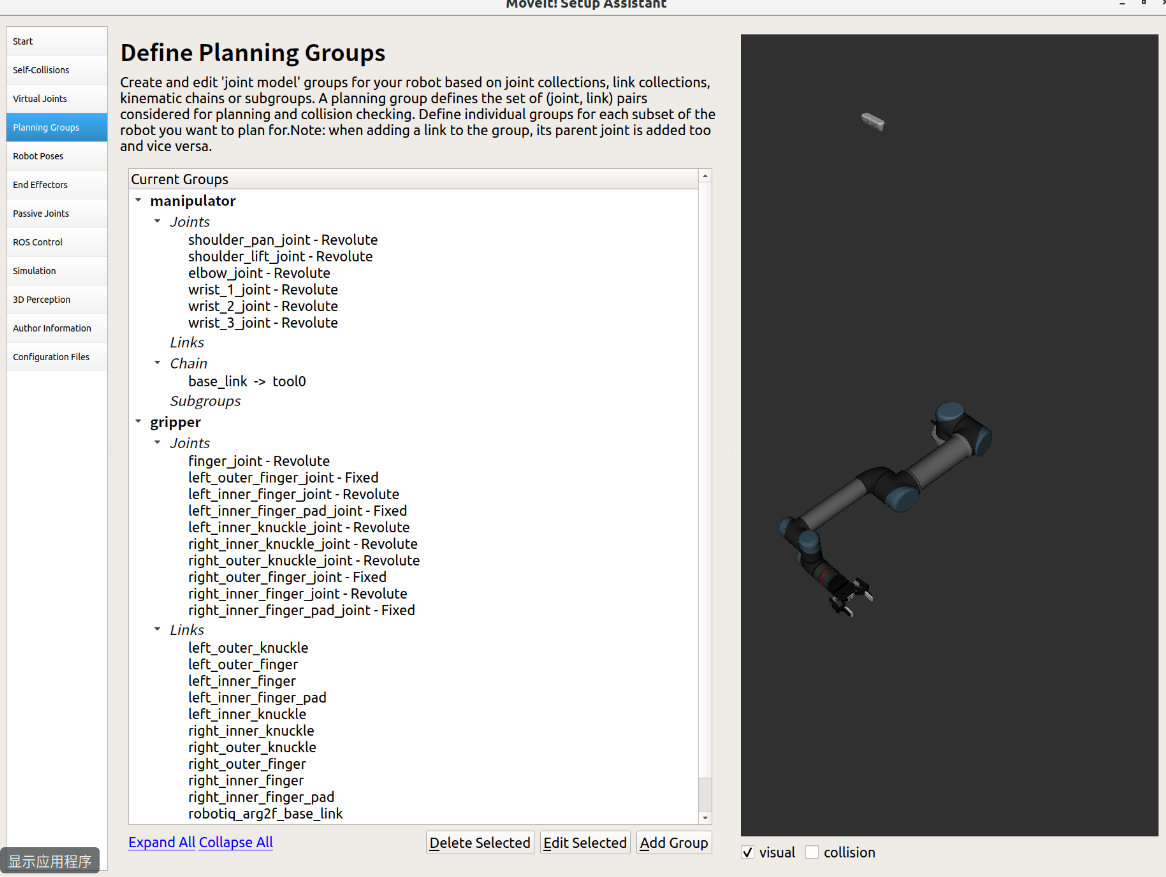 MoveIt! Setup Assistant
Start
Self-Collisions
Virtual Joints
Planning Groups
Robot Poses
End Effectors
Passive Joints
ROS Control
Simulation
3D Perception
Author Information
Configuration Files
Define Planning Groups
Create and edit 'joint model' groups for your robot based on joint collections, link collections,
kinematic chains or subgroups. A planning group defines the set of (joint, link) pairs
considered for planning and collision checking. Define individual groups for each subset of the
robot you want to plan for.Note: when adding a link to the group, its parent joint is added too
and vice versa.
Current Groups
manipulator
Joints
shoulder_pan_joint - Revolute
shoulder_lift_joint - Revolute
elbow_joint - Revolute
wrist_1_joint - Revolute
wrist_2_joint - Revolute
wrist_3_joint - Revolute
Links
Chain
base_link -> tool0
Subgroups
gripper
Joints
finger_joint - Revolute
left_outer_finger_joint - Fixed
left_inner_finger_joint - Revolute
left_inner_finger_pad_joint - Fixed
left_inner_knuckle_joint - Revolute
right_inner_knuckle_joint - Revolute
right_outer_knuckle_joint - Revolute
right_outer_finger_joint - Fixed
right_inner_finger_joint - Revolute
right_inner_finger_pad_joint - Fixed
Links
left_outer_knuckle
left_outer_finger
left_inner_finger
left_inner_finger_pad
left_inner_knuckle
right_inner_knuckle
right_outer_knuckle
right_outer_finger
right_inner_finger
right_inner_finger_pad
robotiq_arg2f_base_link
Expand All Collapse All
Delete Selected
Edit Selected
Add Group
visual
collision
显示应用程序